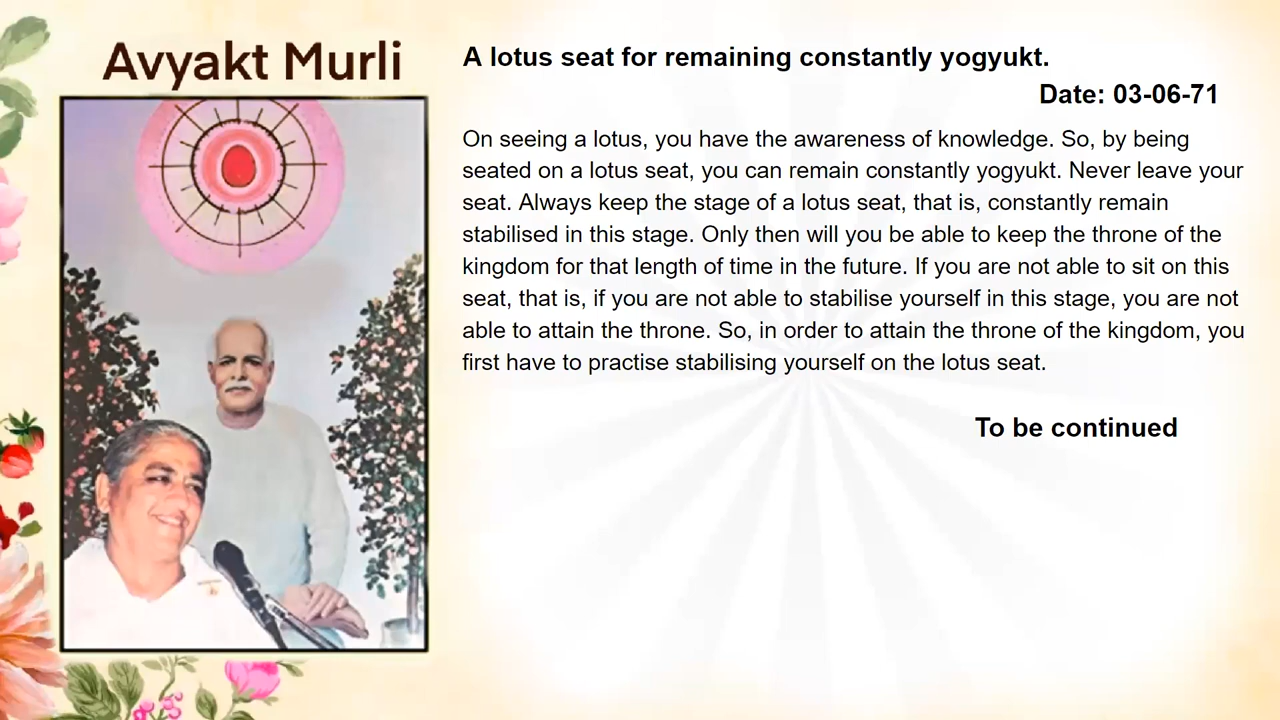 Avyakt Murli
A lotus seat for remaining constantly yogyukt.
Date: 03-06-71
On seeing a lotus, you have the awareness of knowledge. So, by being
seated on a lotus seat, you can remain constantly yogyukt. Never leave your
seat. Always keep the stage of a lotus seat, that is, constantly remain
stabilised in this stage. Only then will you be able to keep the throne of the
kingdom for that length of time in the future. If you are not able to sit on this
seat, that is, if you are not able to stabilise yourself in this stage, you are not
able to attain the throne. So, in order to attain the throne of the kingdom, you
first have to practise stabilising yourself on the lotus seat.
To be continued